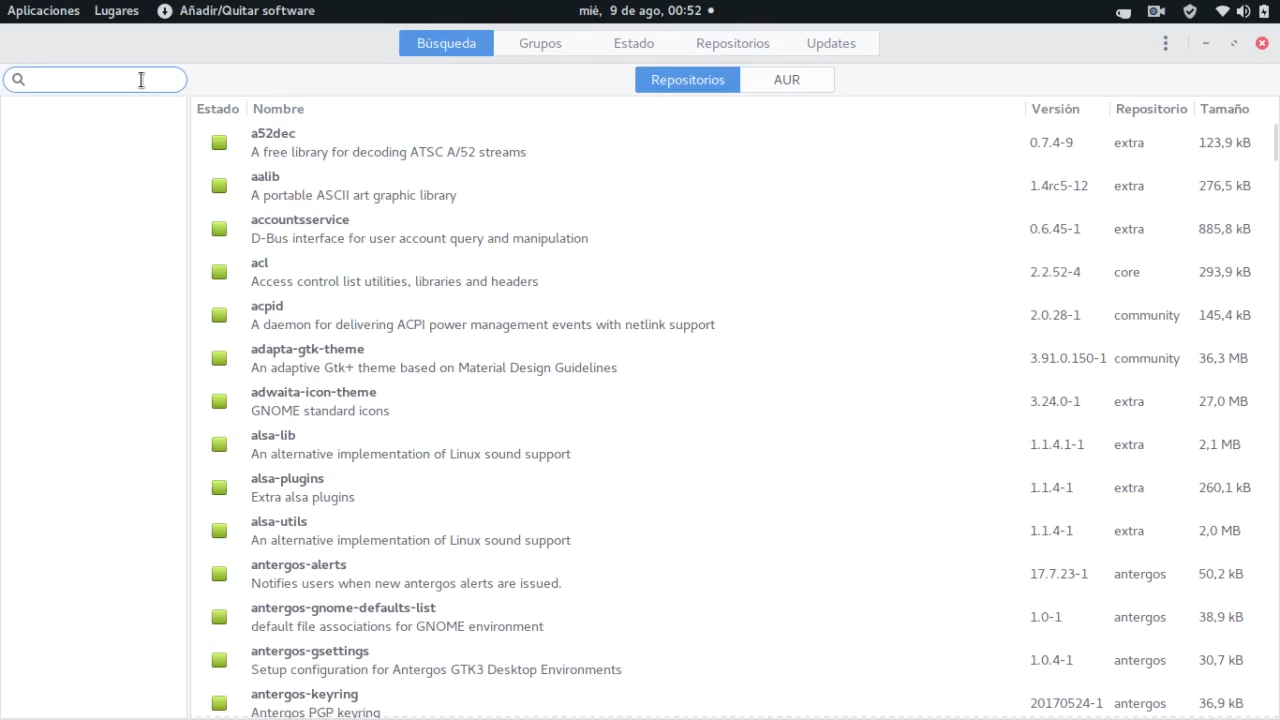 Aplicaciones Lugares Añadir/Quitar software mié, 9 de ago, 00:52
Búsqueda Grupos Estado Repositorios Updates
Repositorios AUR
Estado Nombre Versión Repositorio Tamaño
a52dec
A free library for decoding ATSC A/52 streams 0.7.4-9 extra 123,9 kB
aalib
A portable ASCII art graphic library 1.4rc5-12 extra 276,5 kB
accountsservice
D-Bus interface for user account query and manipulation 0.6.45-1 extra 885,8 kB
acl
Access control list utilities, libraries and headers 2.2.52-4 core 293,9 kB
acpid
A daemon for delivering ACPI power management events with netlink support 2.0.28-1 community 145,4 kB
adapta-gtk-theme
An adaptive Gtk+ theme based on Material Design Guidelines 3.91.0.150-1 community 36,3 MB
adwaita-icon-theme
GNOME standard icons 3.24.0-1 extra 27,0 MB
alsa-lib
An alternative implementation of Linux sound support 1.1.4.1-1 extra 2,1 MB
alsa-plugins
Extra alsa plugins 1.1.4-1 extra 260,1 kB
alsa-utils
An alternative implementation of Linux sound support 1.1.4-1 extra 2,0 MB
antergos-alerts
Notifies users when new antergos alerts are issued. 17.7.23-1 antergos 50,2 kB
antergos-gnome-defaults-list
default file associations for GNOME environment 1.0-1 antergos 38,9 kB
antergos-gsettings
Setup configuration for Antergos GTK3 Desktop Environments 1.0.4-1 antergos 30,7 kB
antergos-keyring
Antergos PGP keyring 20170524-1 antergos 36,9 kB